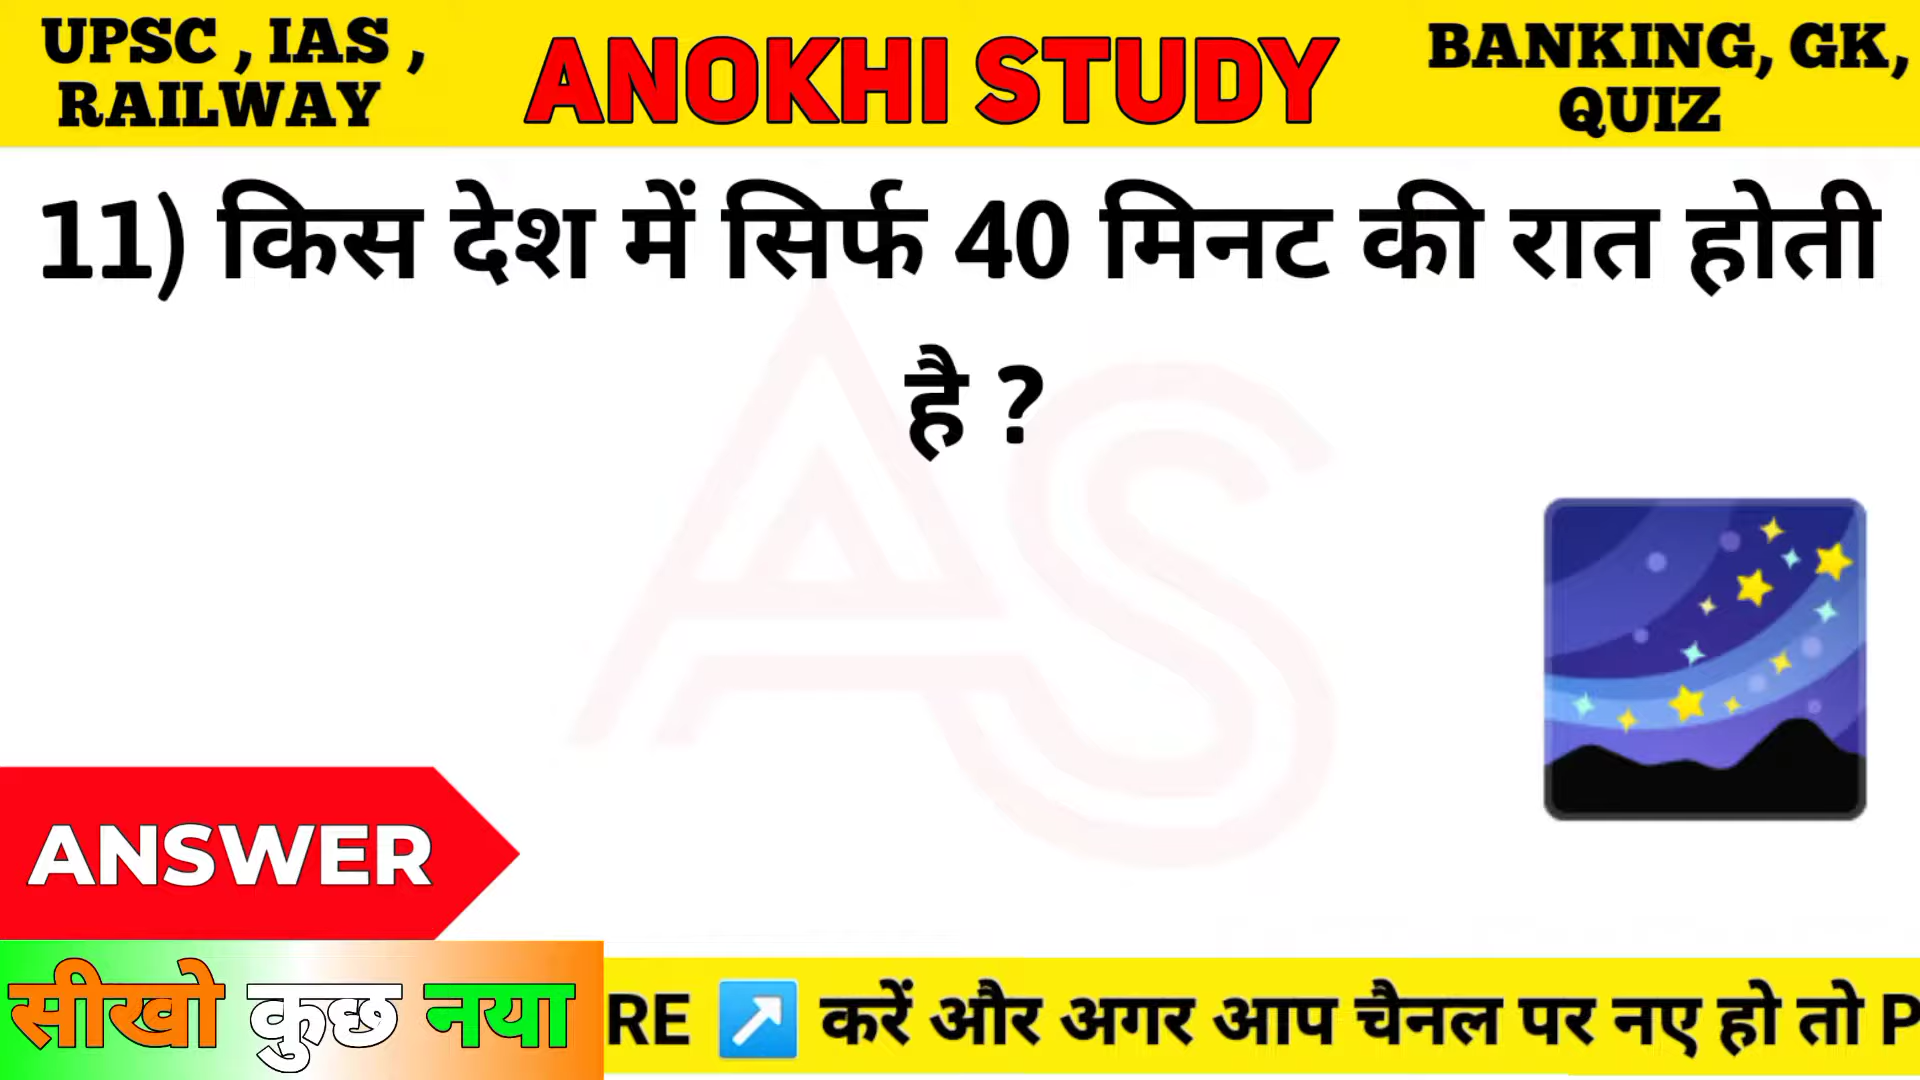 UPSC , IAS ,
RAILWAY
ANOKHI STUDY
BANKING, GK,
QUIZ
11) किस देश में सिर्फ 40 मिनट की रात होती
है ?
AS
ANSWER
सीखो कुछ नया
RE ↗ करें और अगर आप चैनल पर नए हो तो P